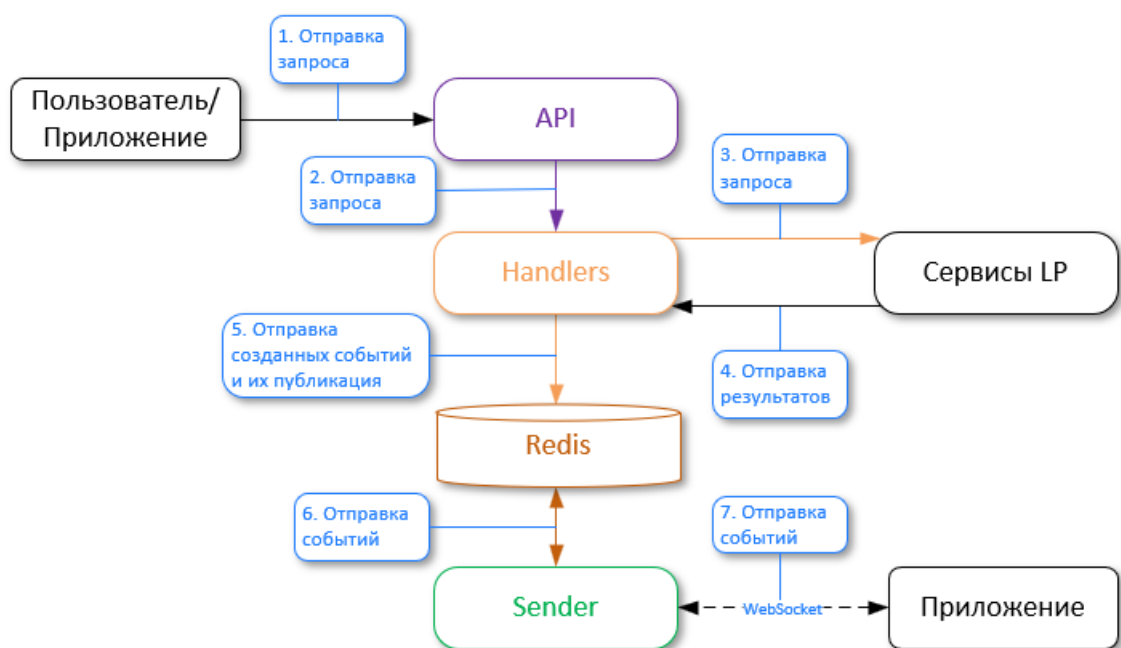 1. Отправка
запроса
Пользователь/
Приложение
API
2. Отправка
запроса
3. Отправка
запроса
Handlers
Сервисы LP
5. Отправка
созданных событий
и их публикация
4. Отправка
результатов
Redis
6. Отправка
событий
7. Отправка
событий
Sender
WebSocket
Приложение